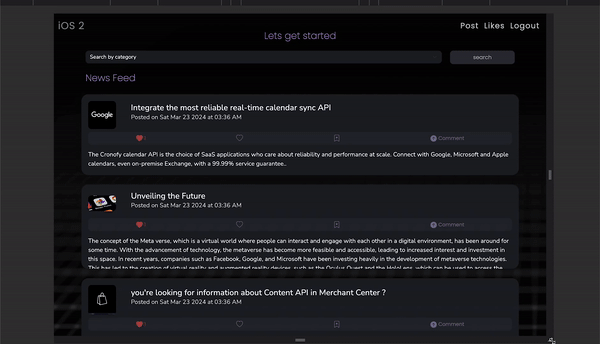 iOS 2
Post Likes Logout
Lets get started
Search by category
search
News Feed
Google
Integrate the most reliable real-time calendar sync API
Posted on Sat Mar 23 2024 at 03:36 AM
Comment
The Cronofy calendar API is the choice of SaaS applications who care about reliability and performance at scale. Connect with Google, Microsoft and Apple
calendars, even on-premise Exchange, with a 99.99% service guarantee..
Unveiling the Future
Posted on Sat Mar 23 2024 at 03:36 AM
Comment
The concept of the Meta verse, which is a virtual world where people can interact and engage with each other in a digital environment, has been around for
some time. With the advancement of technology, the metaverse has become more feasible and accessible, leading to increased interest and investment in
this space. In recent years, companies such as Facebook, Google, and Microsoft have been investing heavily in the development of metaverse technologies.
This has led to the creation of virtual reality and augmented reality devices, such as the Oculus Quest and the HoloLens, which can be used to access the
you're looking for information about Content API in Merchant Center ?
Posted on Sat Mar 23 2024 at 03:36 AM
Comment